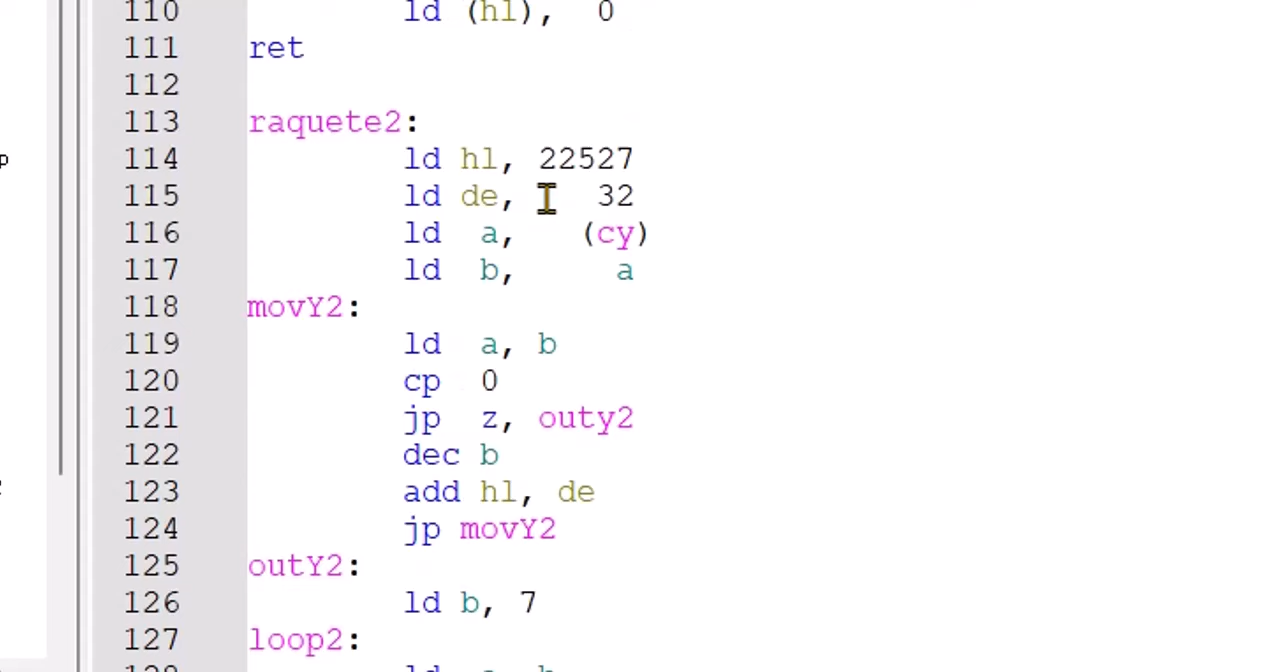 110 ld (hl), 0
111 ret
112
113 raquete2:
p
114 ld hl, 22527
115 ld de, 32
116 ld a, (cy)
117 ld b, a
118 movY2:
119 ld a, b
120 cp 0
121 jp z, outy2
122 dec b
123 add hl, de
124 jp movY2
125 outY2:
126 ld b, 7
127 loop2: